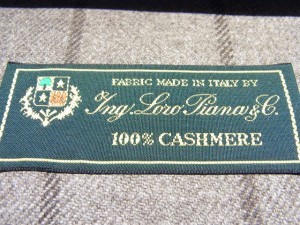 FABRIC MADE IN ITALY BY
Ing. Loro Piana & C.
100% CASHMERE